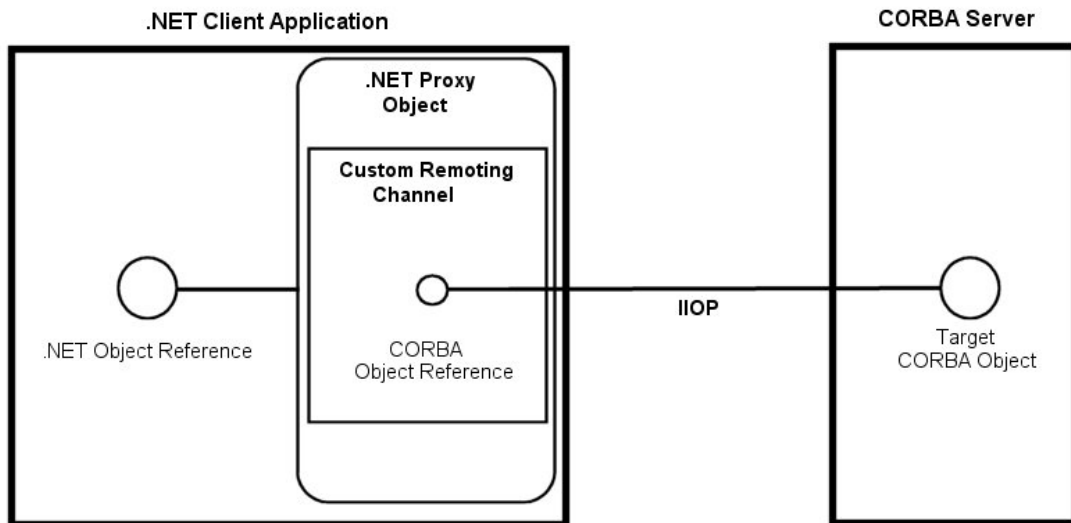 .NET Client Application
CORBA Server
.NET Proxy
Object
Custom Remoting
Channel
IIOP
.NET Object Reference
CORBA
Object Reference
Target
CORBA Object